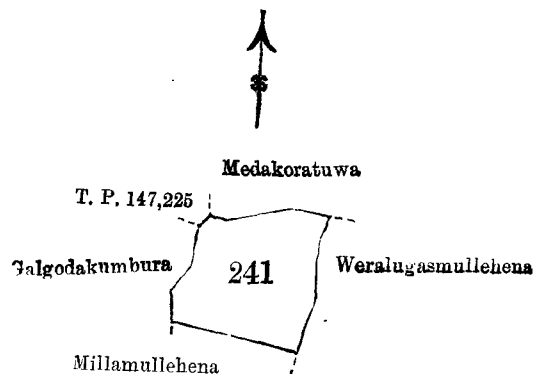 Medakoratuwa
T. P. 147,225
Galgodakumbura
241
Weralugasmullehena
Millamullehena